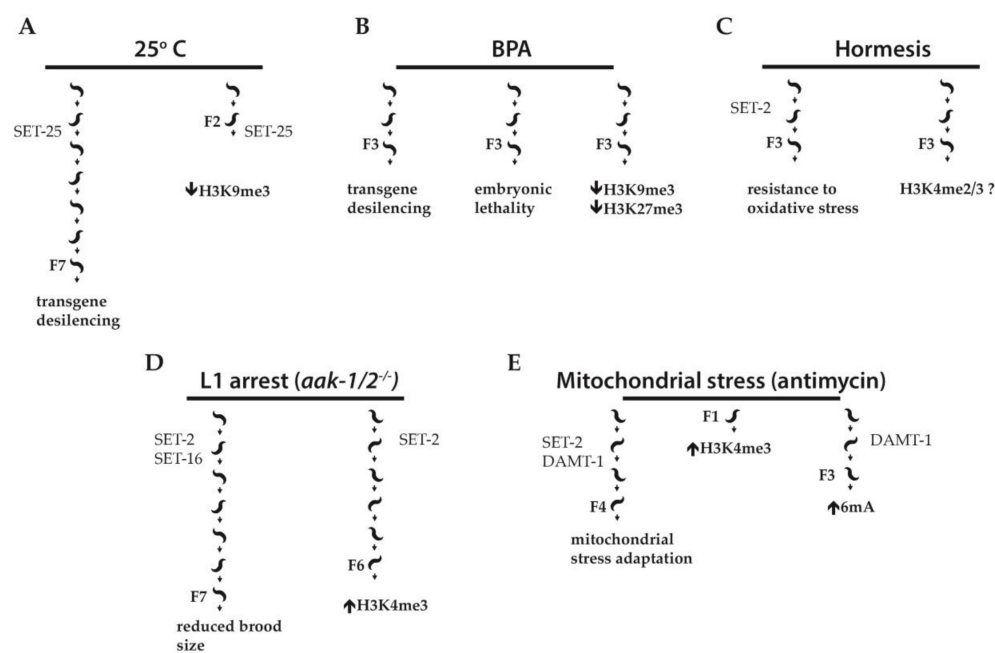 A
25° C
SET-25
F2
SET-25
↓H3K9me3
F7
transgene
desilencing
B
BPA
F3
F3
F3
transgene
desilencing
embryonic
lethality
↓H3K9me3
↓H3K27me3
C
Hormesis
SET-2
F3
F3
resistance to
oxidative stress
H3K4me2/3 ?
D
L1 arrest (aak-1/2-/-)
SET-2
SET-16
SET-2
F6
↑H3K4me3
F7
reduced brood
size
E
Mitochondrial stress (antimycin)
SET-2
DAMT-1
F1
↑H3K4me3
DAMT-1
F3
↑6mA
F4
mitochondrial
stress adaptation